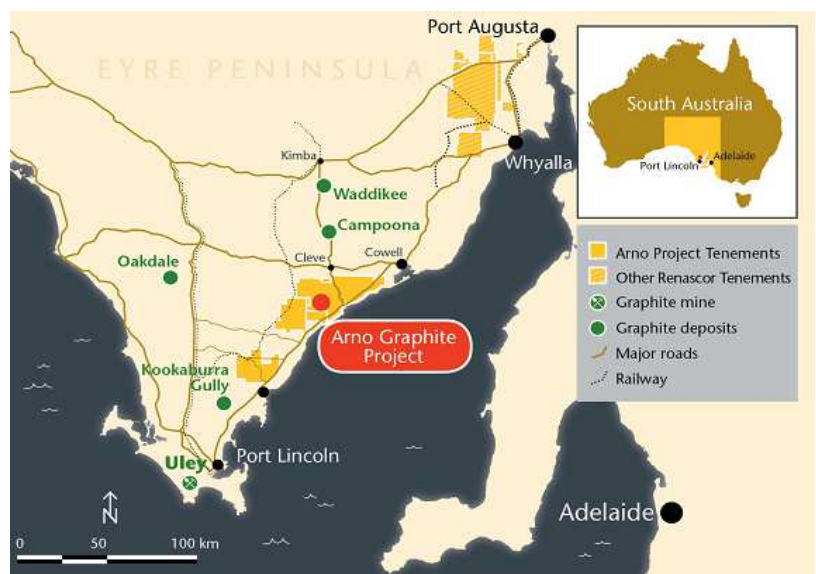 Port Augusta
EYRE PENINSULA
South Australia
Port Lincoln
Adelaide
Kimba
Whyalla
Waddikee
Campoona
Oakdale
Cleve
Cowell
Arno Graphite
Project
Kookaburra
Gully
Uley
Port Lincoln
Adelaide
N
0 50 100 km
Arno Project Tenements
Other Renascor Tenements
Graphite mine
Graphite deposits
Major roads
Railway